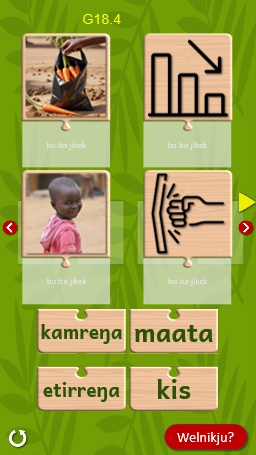 G18.4
bu ita jikek
bu ita jikek
bu ita jikek
bu ita jikek
kamreŋa
maata
etirreŋa
kis
Welnikju?